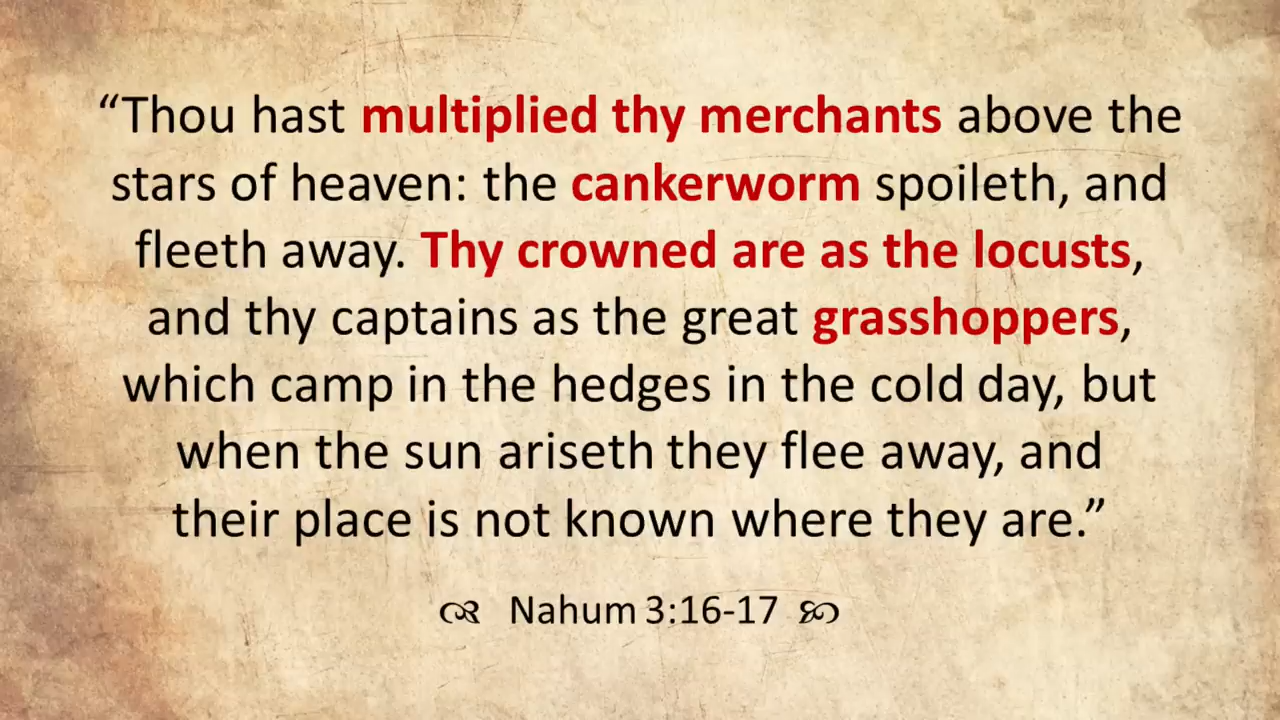 “Thou hast multiplied thy merchants above the
stars of heaven: the cankerworm spoileth, and
fleeth away. Thy crowned are as the locusts,
and thy captains as the great grasshoppers,
which camp in the hedges in the cold day, but
when the sun ariseth they flee away, and
their place is not known where they are.”
Nahum 3:16-17